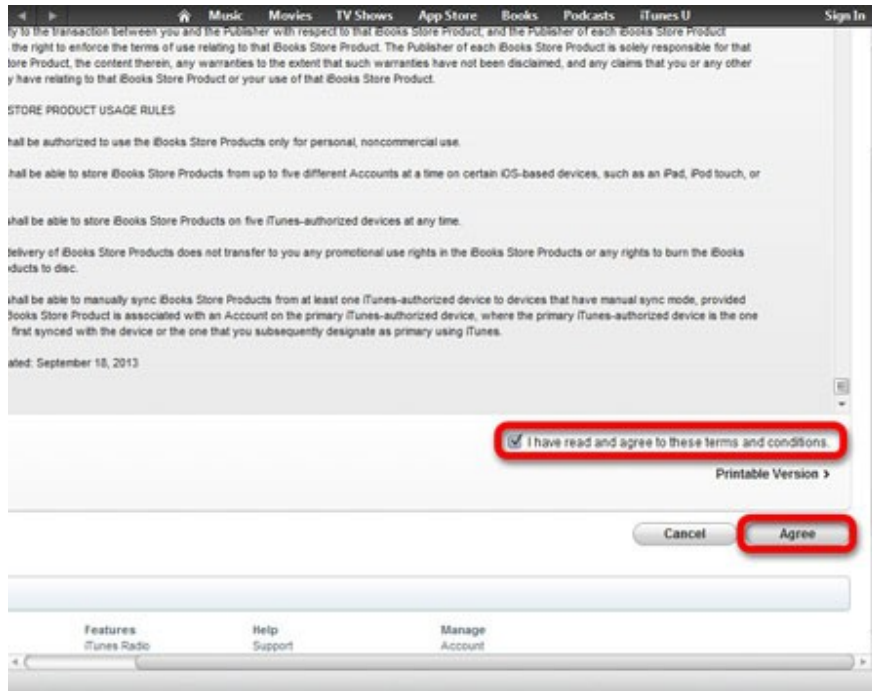 Music Movies TV Shows App Store Books Podcasts iTunes U Sign In
ty to the transaction between you and the Publisher with respect to that iBooks Store Product, and the Publisher of each iBooks Store Product
the right to enforce the terms of use relating to that iBooks Store Product. The Publisher of each iBooks Store Product is solely responsible for that
tore Product, the content therein, any warranties to the extent that such warranties have not been disclaimed, and any claims that you or any other
y have relating to that iBooks Store Product or your use of that iBooks Store Product.
STORE PRODUCT USAGE RULES
hall be authorized to use the iBooks Store Products only for personal, noncommercial use.
hall be able to store iBooks Store Products from up to five different Accounts at a time on certain iOS-based devices, such as an iPad, iPod touch, or
shall be able to store iBooks Store Products on five iTunes-authorized devices at any time.
delivery of iBooks Store Products does not transfer to you any promotional use rights in the iBooks Store Products or any rights to burn the iBooks
ducts to disc.
shall be able to manually sync iBooks Store Products from at least one iTunes-authorized device to devices that have manual sync mode, provided
Books Store Product is associated with an Account on the primary iTunes-authorized device, where the primary iTunes-authorized device is the one
first synced with the device or the one that you subsequently designate as primary using iTunes.
ated: September 18, 2013
I have read and agree to these terms and conditions.
Printable Version >
Cancel Agree
Features Help Manage
iTunes Radio Support Account